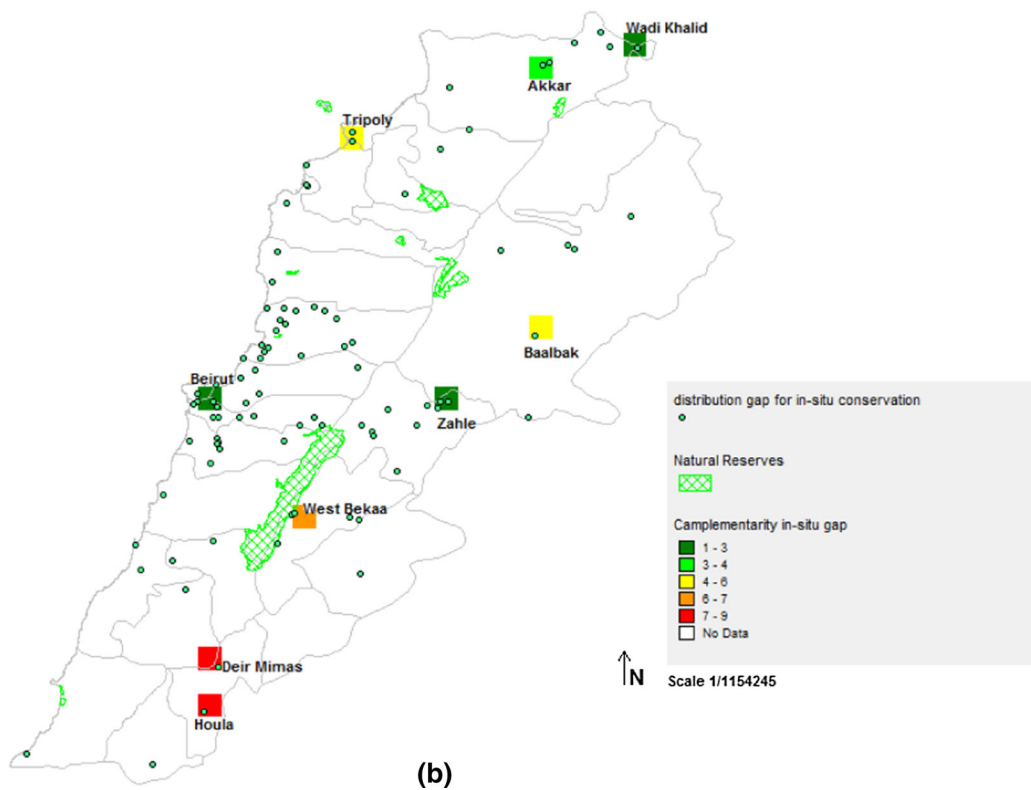 Wadi Khalid
Akkar
Tripoly
Baalbak
Beirut
Zahle
West Bekaa
Deir Mimas
Houla
distribution gap for in-situ conservation
Natural Reserves
Camplementarity in-situ gap
1 - 3
3 - 4
4 - 6
6 - 7
7 - 9
No Data
N
Scale 1/1154245
(b)